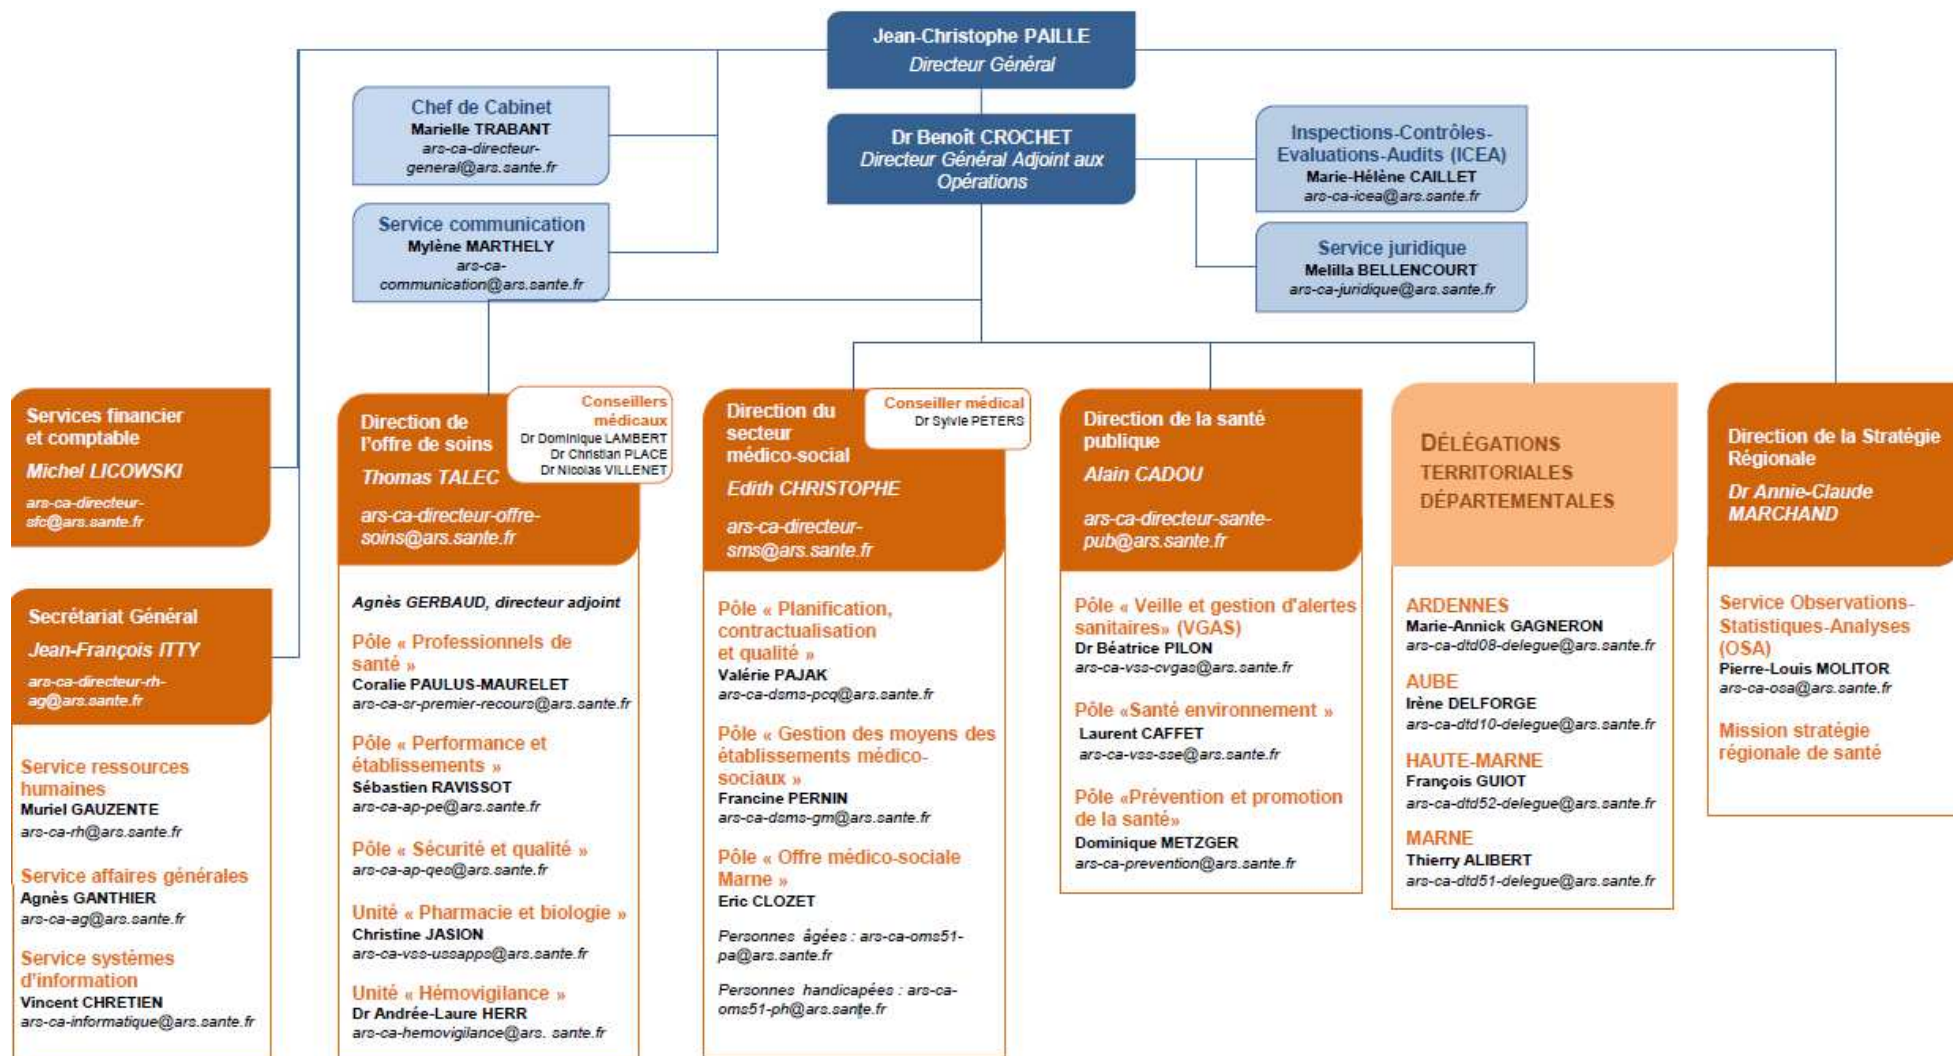 Jean-Christophe PAILLE
Directeur Général
Chef de Cabinet
Marielle TRABANT
ars-ca-directeur-
general@ars.sante.fr
Dr Benoît CROCHET
Directeur Général Adjoint aux
Opérations
Inspections-Contrôles-
Evaluations-Audits (ICEA)
Marie-Hélène CAILLET
ars-ca-icea@ars.sante.fr
Service communication
Mylène MARTHELY
ars-ca-
communication@ars.sante.fr
Service juridique
Melilla BELLENCOURT
ars-ca-juridique@ars.sante.fr
Services financier
et comptable
Michel LICOWSKI
ars-ca-directeur-
sfc@ars.sante.fr
Secrétariat Général
Jean-François ITTY
ars-ca-directeur-rh-
ag@ars.sante.fr
Service ressources
humaines
Muriel GAUZENTE
ars-ca-rh@ars.sante.fr
Service affaires générales
Agnès GANTHIER
ars-ca-ag@ars.sante.fr
Service systèmes
d'information
Vincent CHRETIEN
ars-ca-informatique@ars.sante.fr
Direction de
l'offre de soins
Thomas TALEC
ars-ca-directeur-offre-
soins@ars.sante.fr
Conseillers
médicaux
Dr Dominique LAMBERT
Dr Christian PLACE
Dr Nicolas VILLENET
Agnès GERBAUD, directeur adjoint
Pôle « Professionnels de
santé »
Coralie PAULUS-MAURELET
ars-ca-sr-premier-recours@ars.sante.fr
Pôle « Performance et
établissements »
Sébastien RAVISSOT
ars-ca-ap-pe@ars.sante.fr
Pôle « Sécurité et qualité »
ars-ca-ap-qes@ars.sante.fr
Unité « Pharmacie et biologie »
Christine JASION
ars-ca-vss-ussapps@ars.sante.fr
Unité « Hémovigilance »
Dr Andrée-Laure HERR
ars-ca-hemovigilance@ars. sante.fr
Direction du
secteur
médico-social
Edith CHRISTOPHE
ars-ca-directeur-
sms@ars.sante.fr
Conseiller médical
Dr Sylvie PETERS
Pôle « Planification,
contractualisation
et qualité »
Valérie PAJAK
ars-ca-dsms-pcq@ars.sante.fr
Pôle « Gestion des moyens des
établissements médico-
sociaux »
Francine PERNIN
ars-ca-dsms-gm@ars.sante.fr
Pôle « Offre médico-sociale
Marne »
Eric CLOZET
Personnes âgées : ars-ca-oms51-
pa@ars.sante.fr
Personnes handicapées : ars-ca-
oms51-ph@ars.sante.fr
Direction de la santé
publique
Alain CADOU
ars-ca-directeur-sante-
pub@ars.sante.fr
Pôle « Veille et gestion d'alertes
sanitaires» (VGAS)
Dr Béatrice PILON
ars-ca-vss-cvgas@ars.sante.fr
Pôle «Santé environnement »
Laurent CAFFET
ars-ca-vss-sse@ars.sante.fr
Pôle «Prévention et promotion
de la santé»
Dominique METZGER
ars-ca-prevention@ars.sante.fr
DÉLÉGATIONS
TERRITORIALES
DÉPARTEMENTALES
ARDENNES
Marie-Annick GAGNERON
ars-ca-dtd08-delegue@ars.sante.fr
AUBE
Irène DELFORGE
ars-ca-dtd10-delegue@ars.sante.fr
HAUTE-MARNE
François GUIOT
ars-ca-dtd52-delegue@ars.sante.fr
MARNE
Thierry ALIBERT
ars-ca-dtd51-delegue@ars.sante.fr
Direction de la Stratégie
Régionale
Dr Annie-Claude
MARCHAND
Service Observations-
Statistiques-Analyses
(OSA)
Pierre-Louis MOLITOR
ars-ca-osa@ars.sante.fr
Mission stratégie
régionale de santé